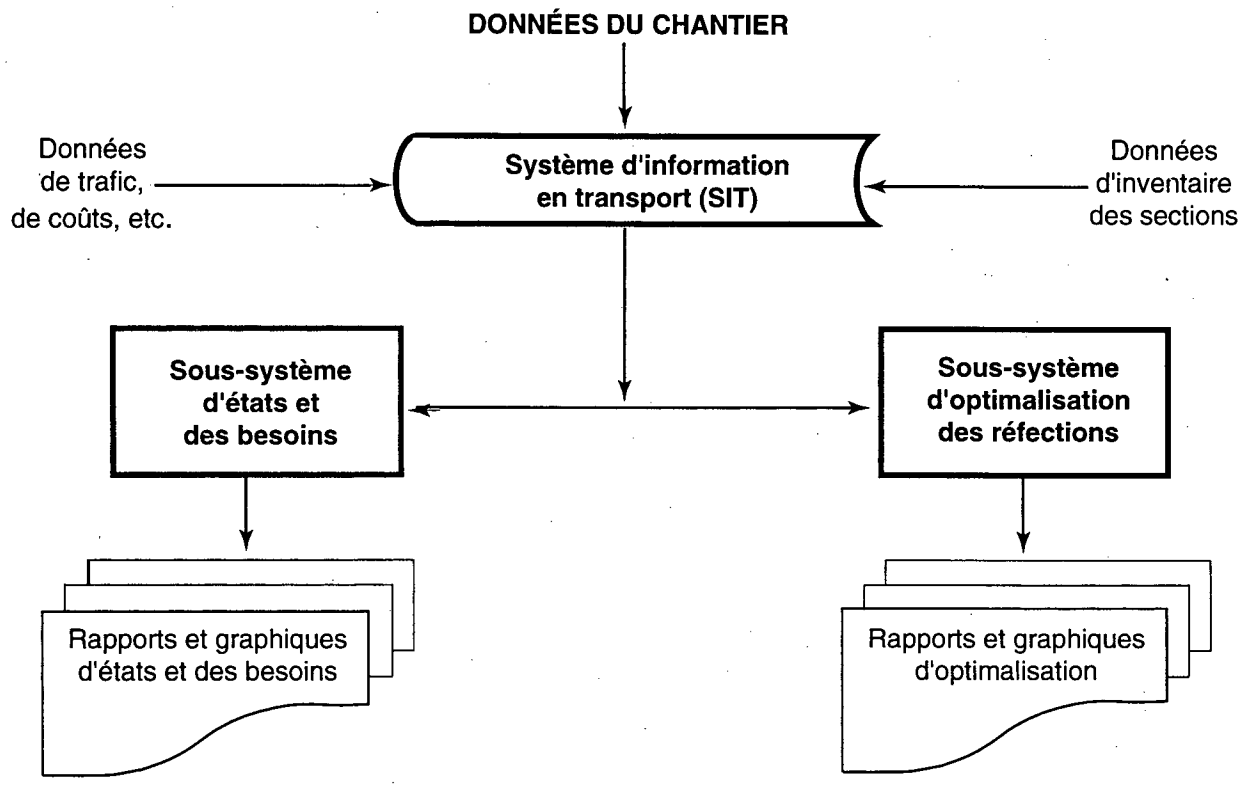 DONNÉES DU CHANTIER
Données
de trafic,
de coûts, etc.
Système d'information
en transport (SIT)
Données
d'inventaire
des sections
Sous-système
d'états et
des besoins
Sous-système
d'optimalisation
des réfections
Rapports et graphiques
d'états et des besoins
Rapports et graphiques
d'optimalisation